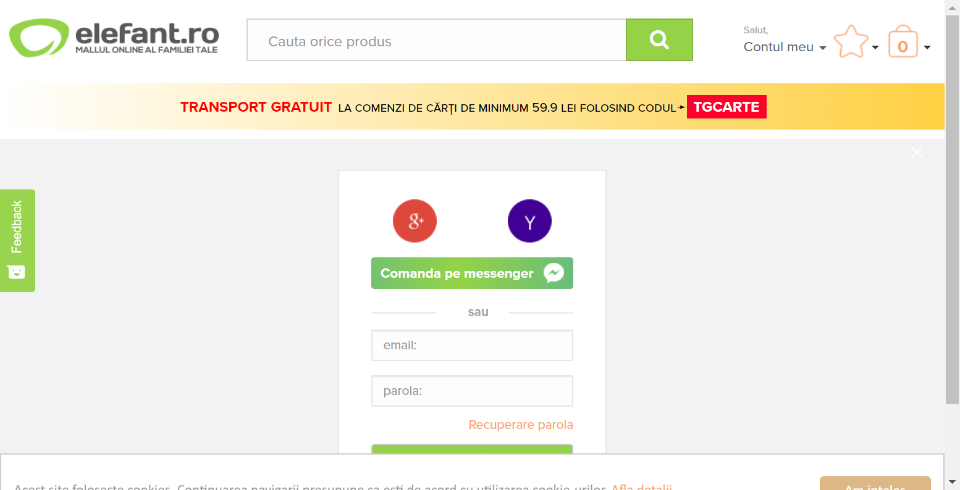 elefant.ro
MALLUL ONLINE AL FAMILIEI TALE
Cauta orice produs
Salut,
Contul meu
0
TRANSPORT GRATUIT LA COMENZI DE CĂRȚI DE MINIMUM 59.9 LEI FOLOSIND CODUL TGCARTE
Feedback
g+
Y
Comanda pe messenger
sau
email:
parola:
Recuperare parola
Acest site foloseste cookies. Continuarea navigarii presupune ca esti de acord cu utilizarea cookie-urilor. Afla detalii
Am inteles